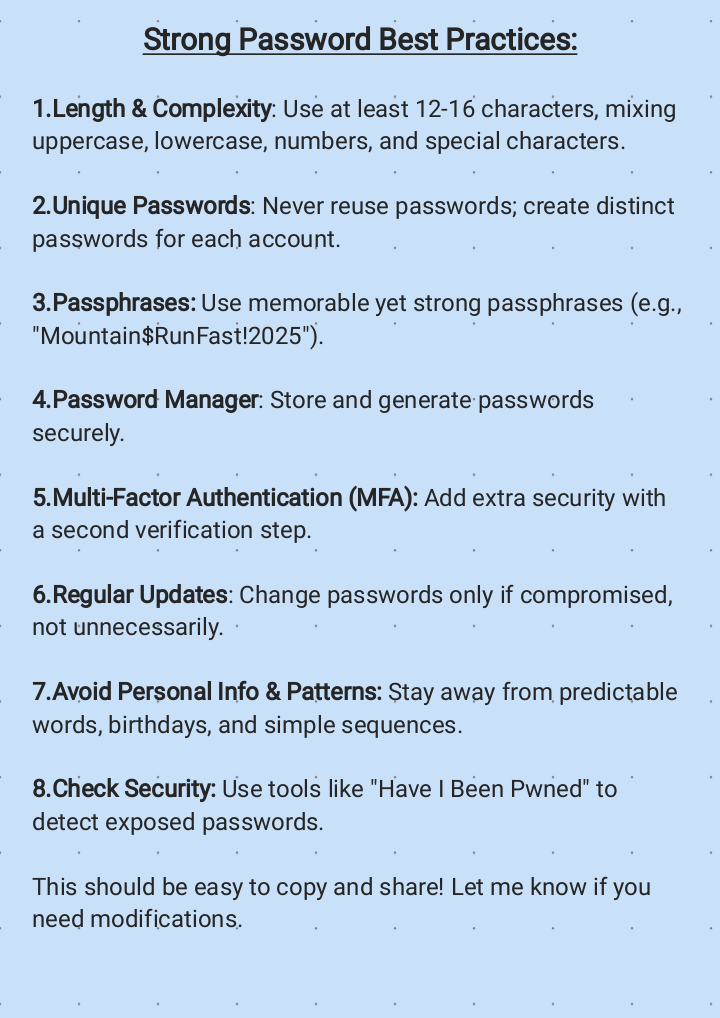 Strong Password Best Practices:
1.Length & Complexity: Use at least 12-16 characters, mixing
uppercase, lowercase, numbers, and special characters.
2.Unique Passwords: Never reuse passwords; create distinct
passwords for each account.
3.Passphrases: Use memorable yet strong passphrases (e.g.,
"Mountain$RunFast!2025").
4.Password Manager: Store and generate passwords
securely.
5.Multi-Factor Authentication (MFA): Add extra security with
a second verification step.
6.Regular Updates: Change passwords only if compromised,
not unnecessarily.
7.Avoid Personal Info & Patterns: Stay away from predictable
words, birthdays, and simple sequences.
8.Check Security: Use tools like "Have I Been Pwned" to
detect exposed passwords.
This should be easy to copy and share! Let me know if you
need modifications.